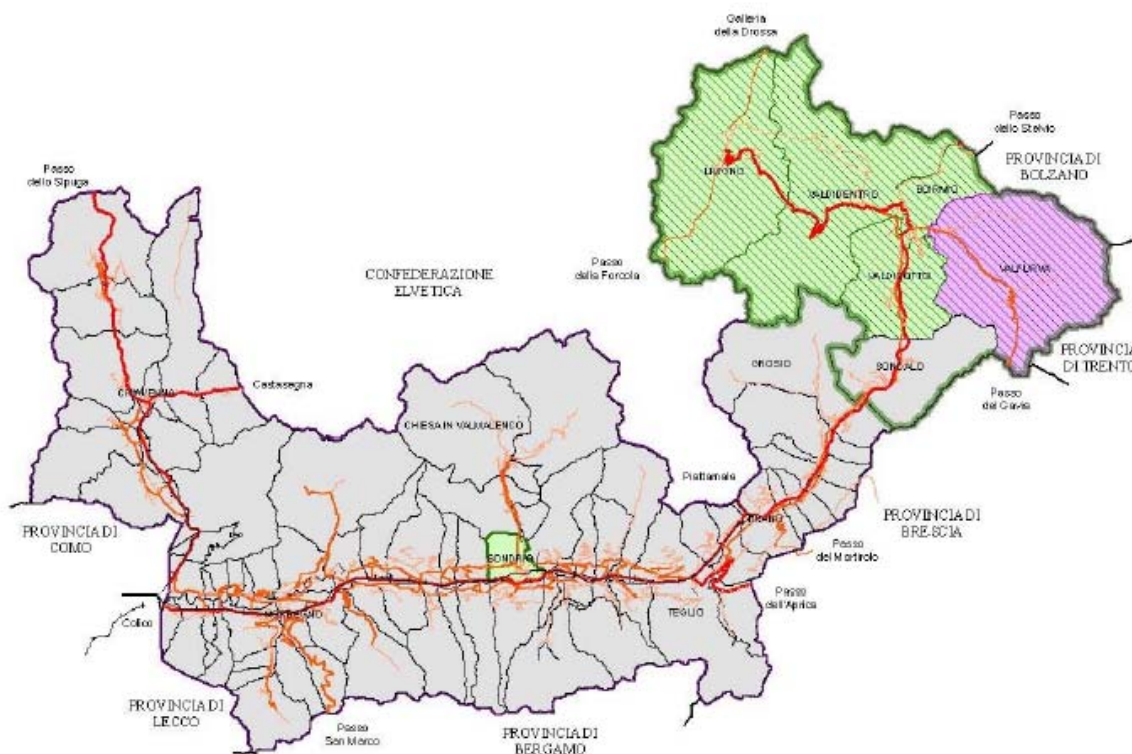 Galleria
della Drossa
Passo
dello Stelvio
PROVINCIA DI
BOLZANO
Passo
dello Spluga
LIVIGNO
VALDIDENTRO
BORMIO
Passo
della Forcola
CONFEDERAZIONE
ELVETICA
VALDISOTTO
VALFURVA
PROVINCIA
DI TRENTO
GROSIO
SONDALO
Passo
del Gavia
Castasegna
CHIAVENNA
CHIESA IN VALMALENCO
Piattamala
TIRANO
PROVINCIA DI
BRESCIA
PROVINCIA DI
COMO
SONDRIO
Passo
del Mortirolo
Passo
dell'Aprica
Colico
MORBEGNO
TEGLIO
PROVINCIA DI
LECCO
Passo
San Marco
PROVINCIA DI
BERGAMO